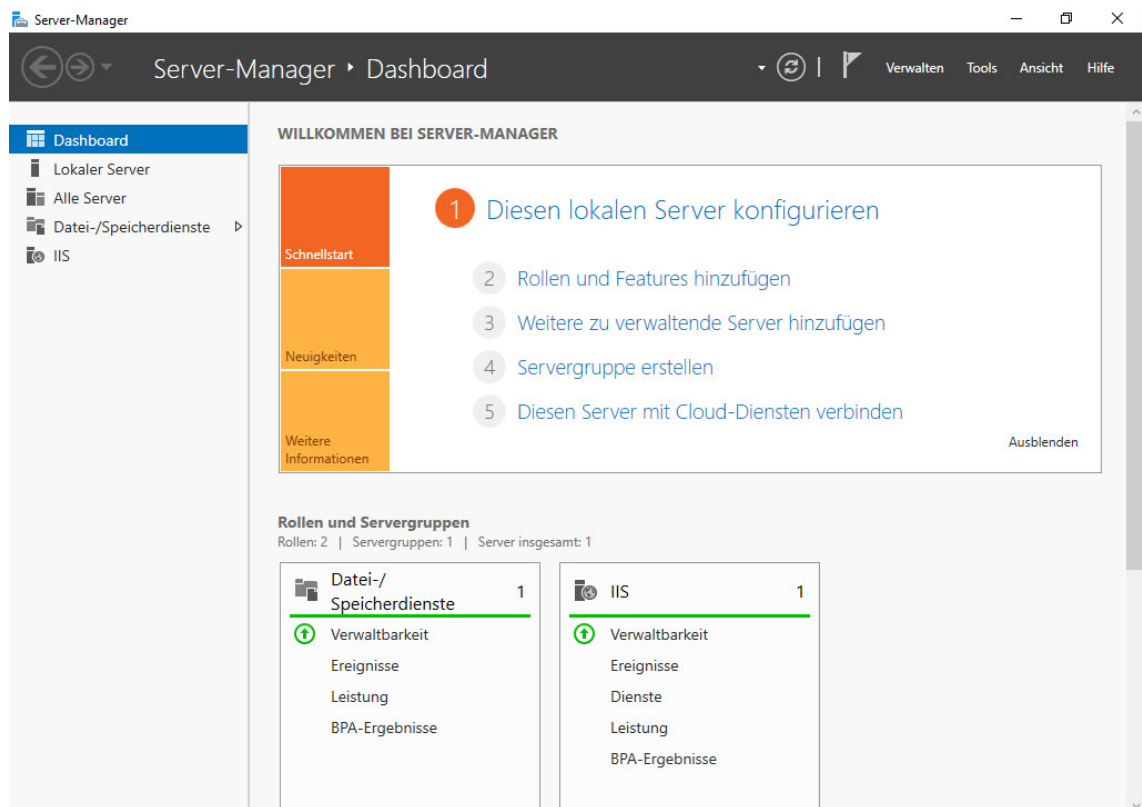 Server-Manager
Server-Manager ‣ Dashboard
Verwalten Tools Ansicht Hilfe
Dashboard
Lokaler Server
Alle Server
Datei-/Speicherdienste
IIS
WILLKOMMEN BEI SERVER-MANAGER
Schnellstart
Neuigkeiten
Weitere
Informationen
1 Diesen lokalen Server konfigurieren
2 Rollen und Features hinzufügen
3 Weitere zu verwaltende Server hinzufügen
4 Servergruppe erstellen
5 Diesen Server mit Cloud-Diensten verbinden
Ausblenden
Rollen und Servergruppen
Rollen: 2 | Servergruppen: 1 | Server insgesamt: 1
Datei-/
Speicherdienste 1
Verwaltbarkeit
Ereignisse
Leistung
BPA-Ergebnisse
IIS 1
Verwaltbarkeit
Ereignisse
Dienste
Leistung
BPA-Ergebnisse